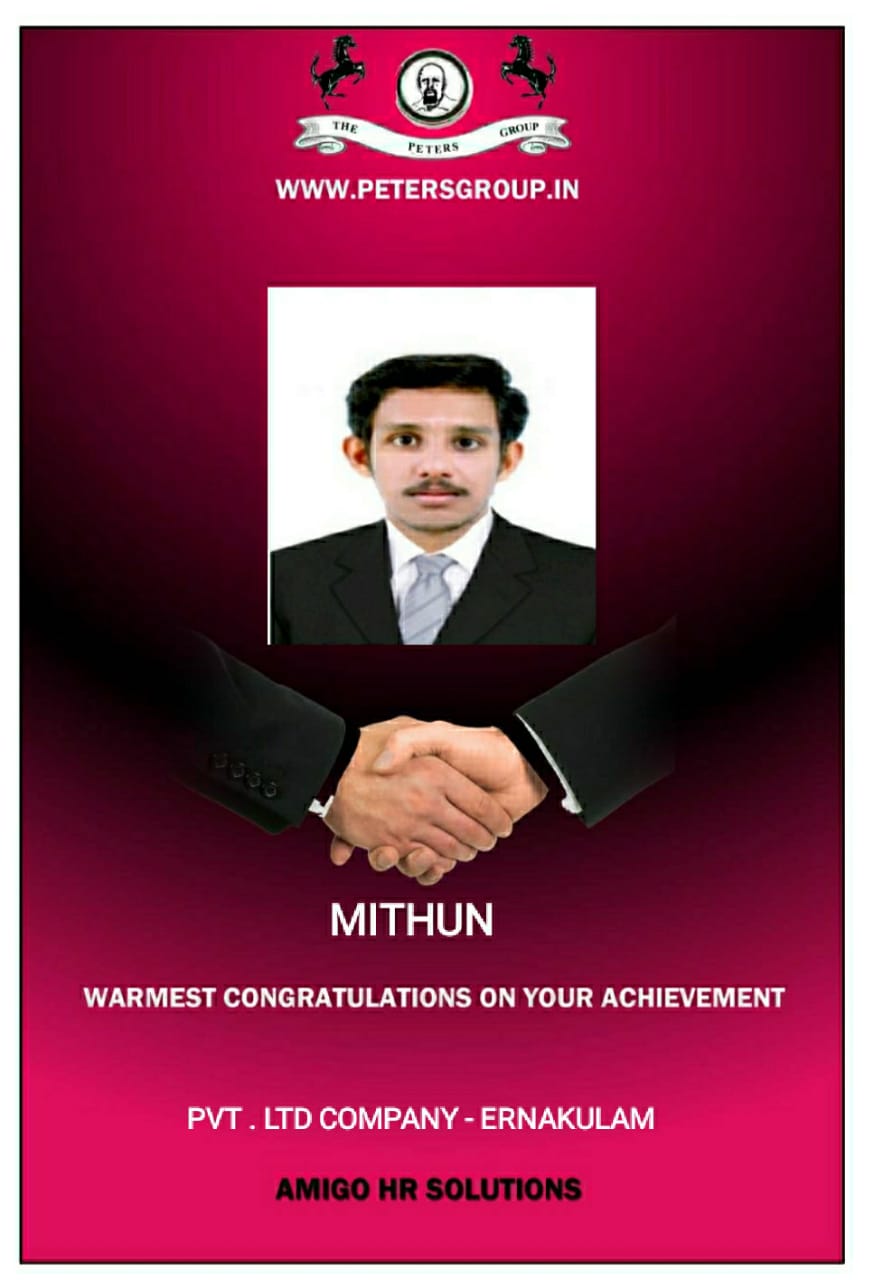 THE PETERS GROUP
WWW.PETERSGROUP.IN
MITHUN
WARMEST CONGRATULATIONS ON YOUR ACHIEVEMENT
PVT . LTD COMPANY - ERNAKULAM
AMIGO HR SOLUTIONS